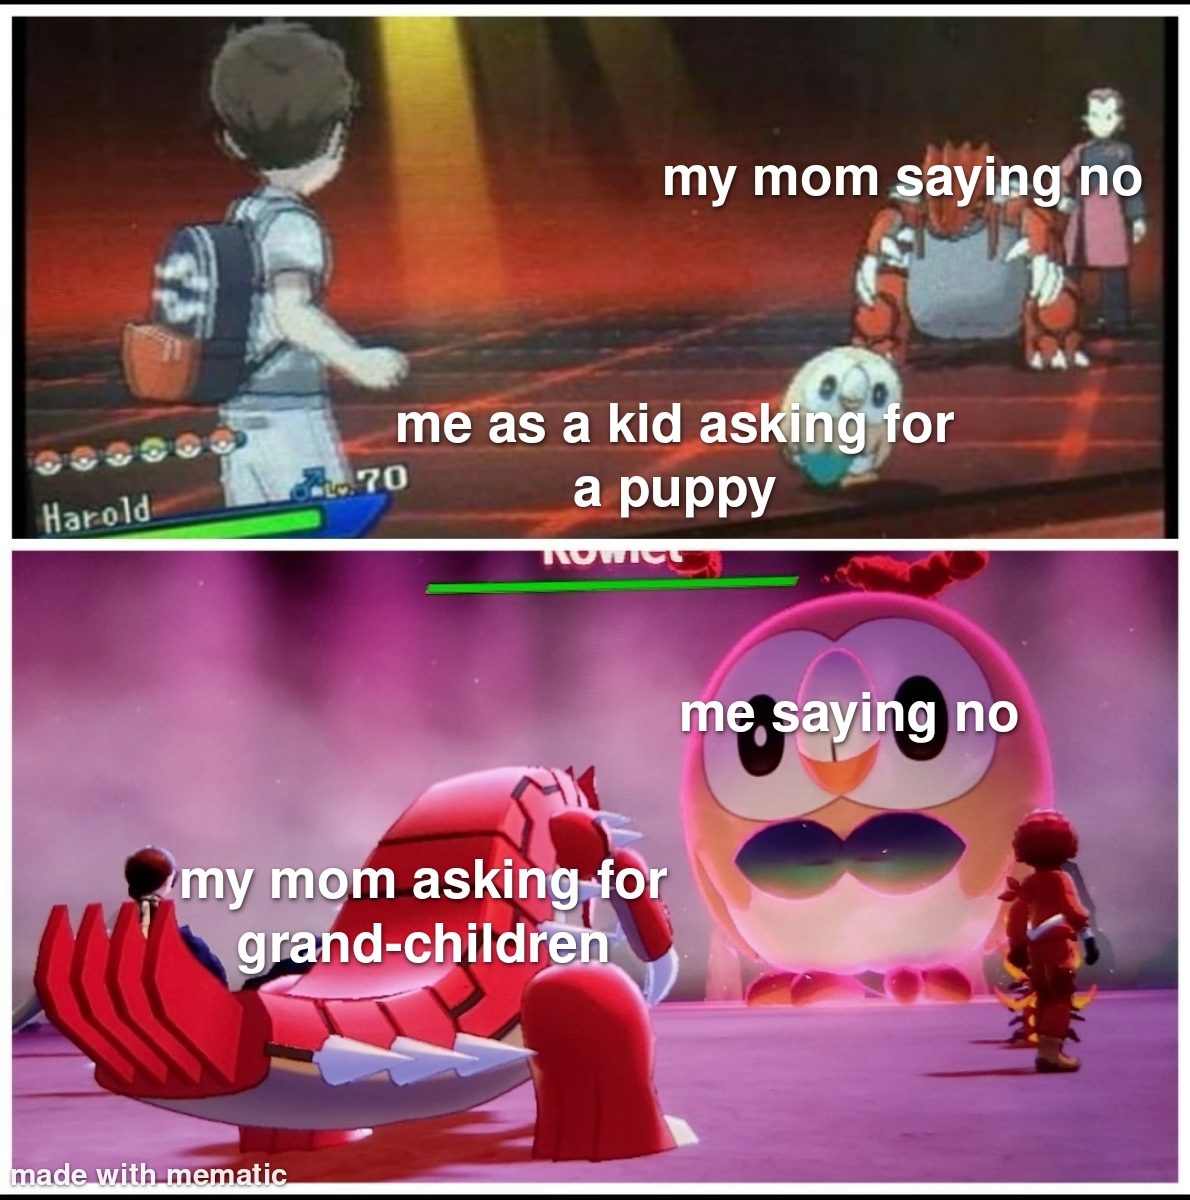 my mom saying no
me as a kid asking for
a puppy
Lv.70
Harold
Rowlet
me saying no
my mom asking for
grand-children
made with mematic